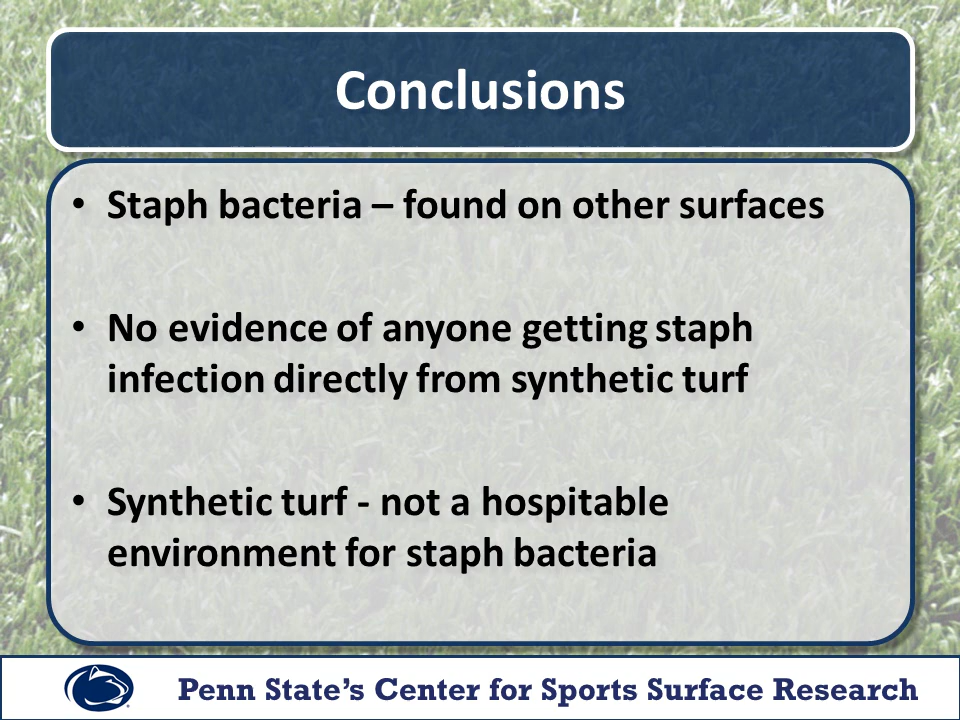 Conclusions
• Staph bacteria – found on other surfaces
• No evidence of anyone getting staph
infection directly from synthetic turf
• Synthetic turf - not a hospitable
environment for staph bacteria
Penn State’s Center for Sports Surface Research